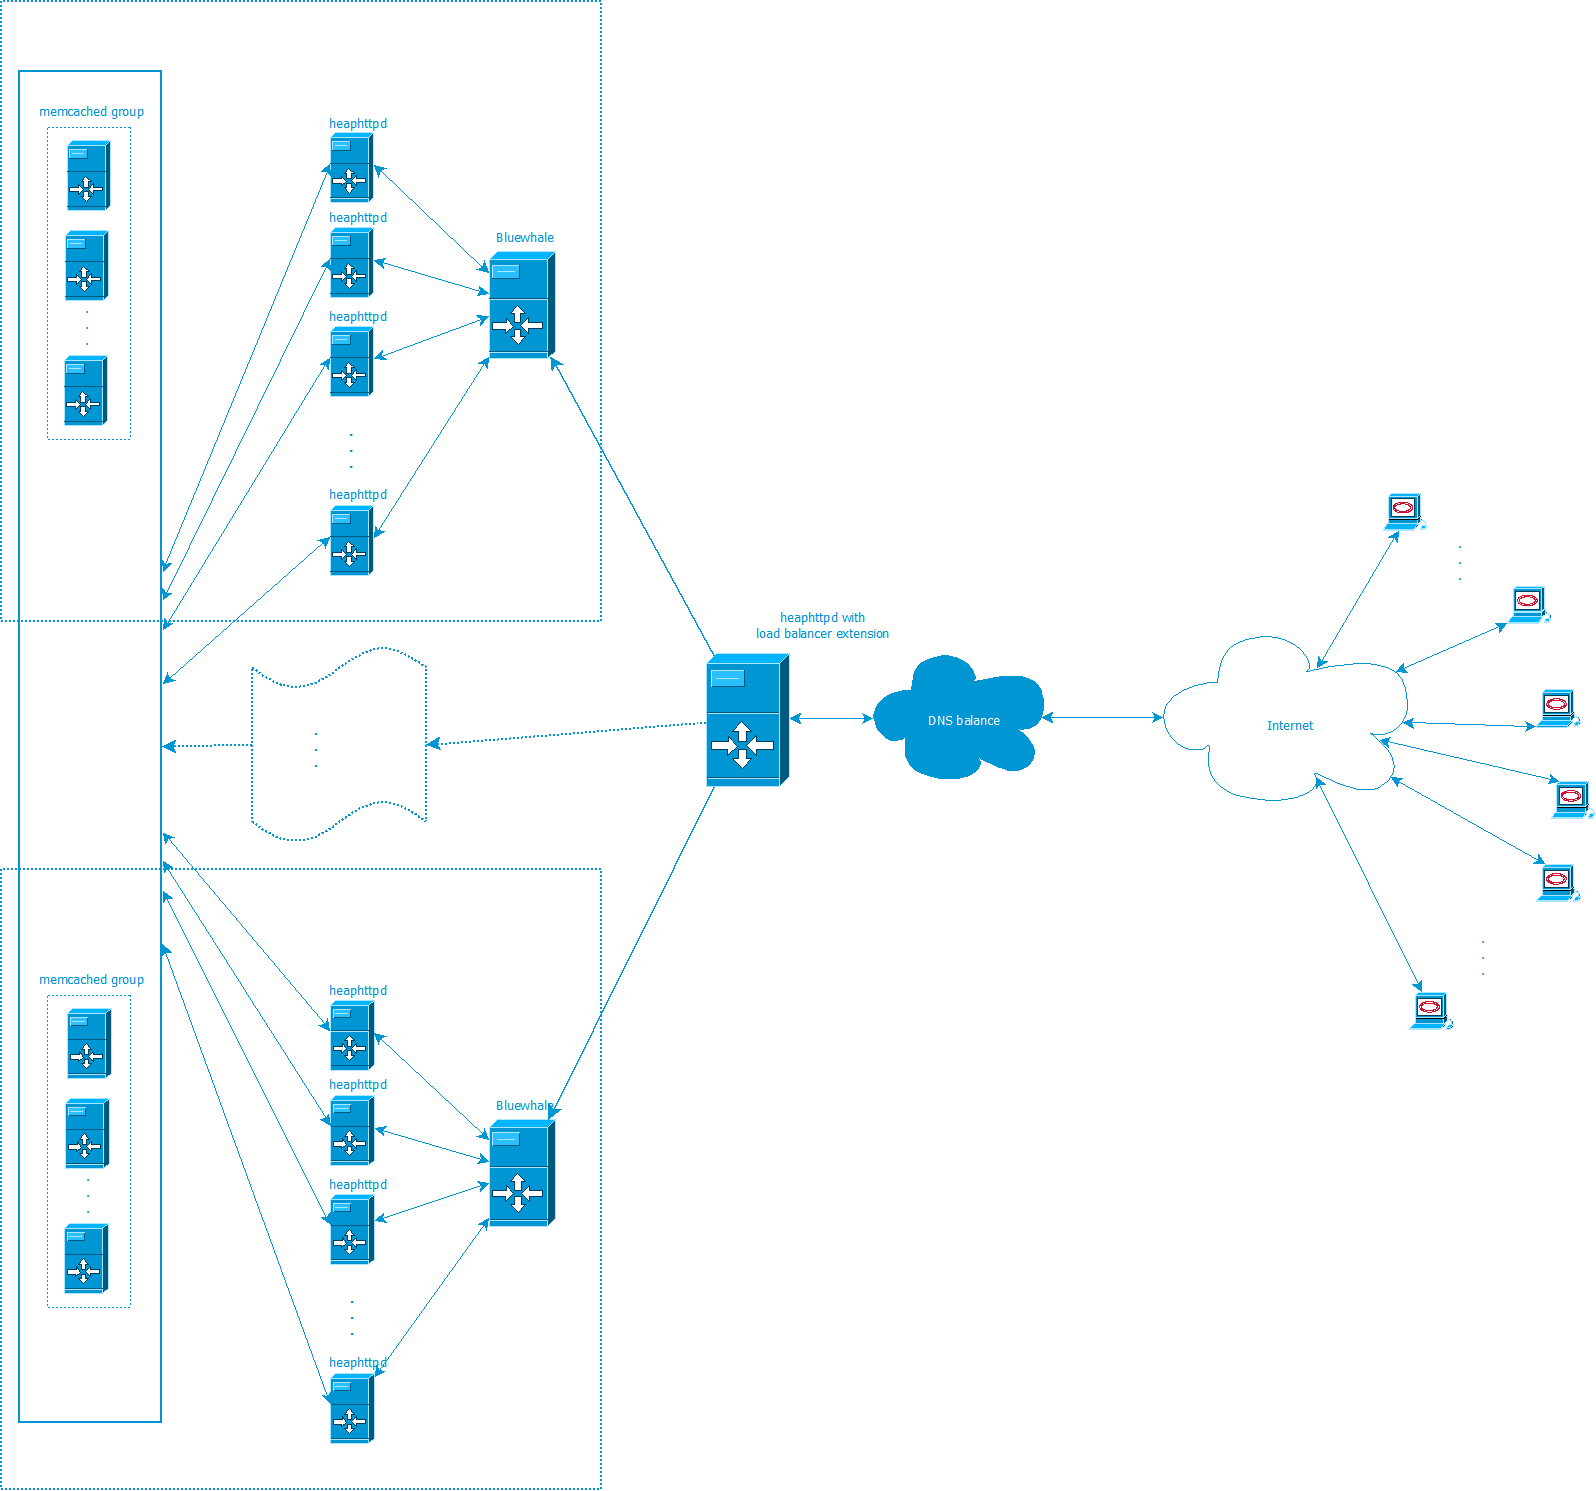 memcached group
heaphttpd
heaphttpd
Bluewhale
heaphttpd
heaphttpd
heaphttpd with
load balancer extension
DNS balance
Internet
memcached group
heaphttpd
heaphttpd
Bluewhale
heaphttpd
heaphttpd